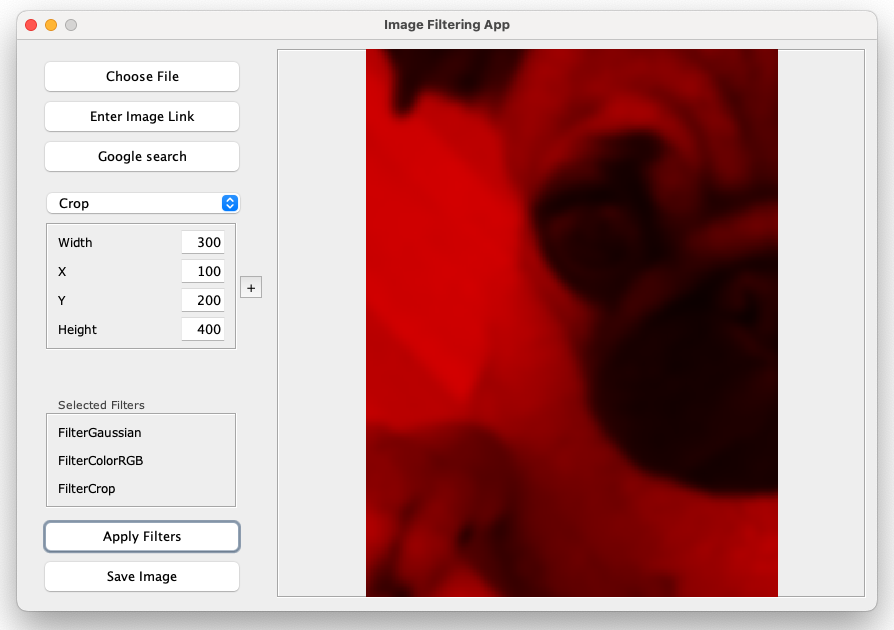 Image Filtering App
Choose File
Enter Image Link
Google search
Crop
Width 300
X 100
Y 200
Height 400
+
Selected Filters
FilterGaussian
FilterColorRGB
FilterCrop
Apply Filters
Save Image